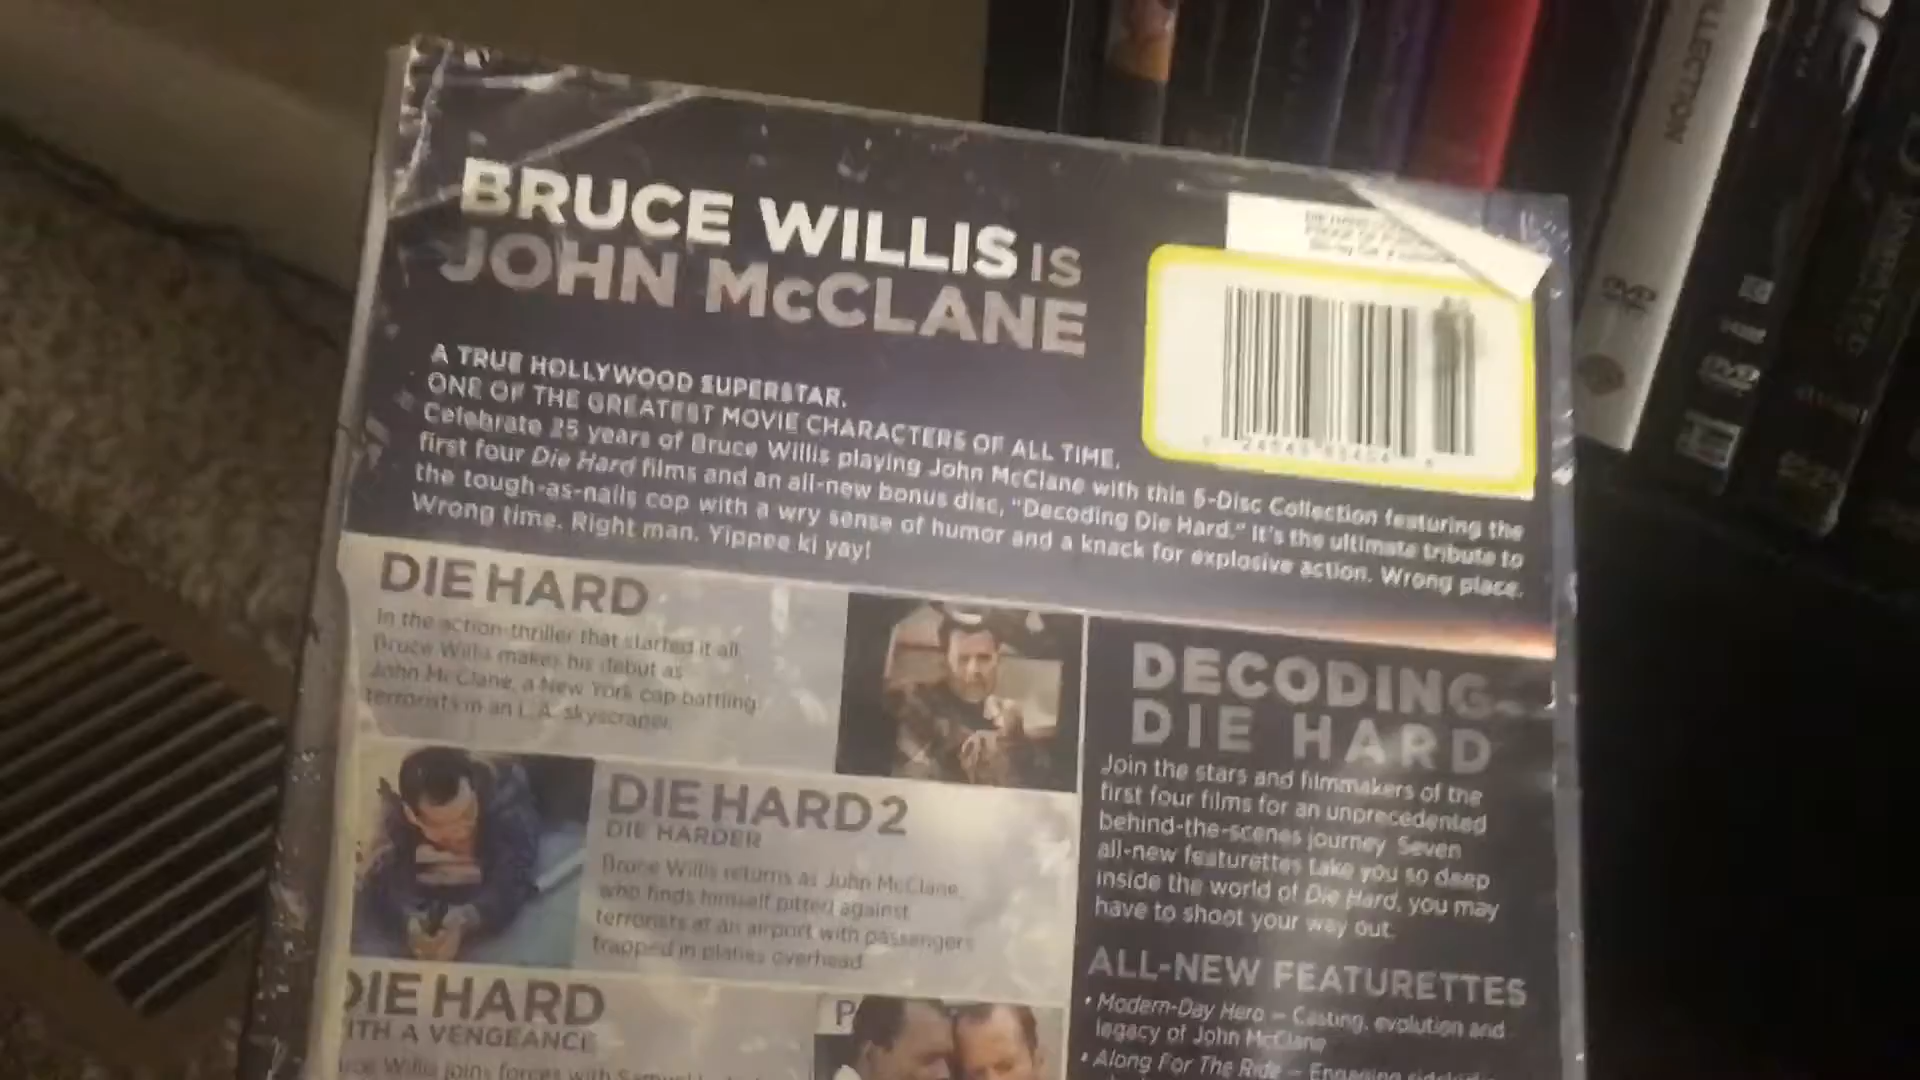 BRUCE WILLIS IS
JOHN McCLANE
A TRUE HOLLYWOOD SUPERSTAR.
ONE OF THE GREATEST MOVIE CHARACTERS OF ALL TIME.
Celebrate 25 years of Bruce Willis playing John McClane with this 5-Disc Collection featuring the
first four Die Hard films and an all-new bonus disc, "Decoding Die Hard." It's the ultimate tribute to
the tough-as-nails cop with a wry sense of humor and a knack for explosive action. Wrong place.
Wrong time. Right man. Yippee ki yay!
DIE HARD
In the action-thriller that started it all
Bruce Willis makes his debut as
John McClane, a New York cop battling
terrorists in an L.A. skyscraper.
DIE HARD 2
DIE HARDER
Bruce Willis returns as John McClane,
who finds himself pitted against
terrorists at an airport with passengers
trapped in planes overhead.
DIE HARD
ITH A VENGEANCE
joins forces with
DECODING
DIE HARD
Join the stars and filmmakers of the
first four films for an unprecedented
behind-the-scenes journey. Seven
all-new featurettes take you so deep
inside the world of Die Hard, you may
have to shoot your way out.
ALL-NEW FEATURETTES
• Modern-Day Hero – Casting, evolution and
legacy of John McClane
• Along For The Ride – Engaging
LLECTION
DVD
DVD